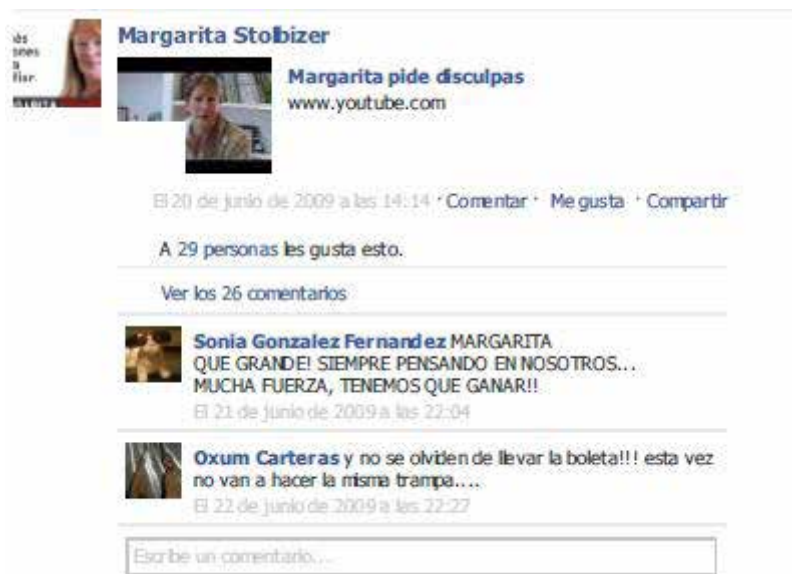 Margarita Stolbizer
Margarita pide disculpas
www.youtube.com
El 20 de junio de 2009 a las 14:14 · Comentar · Me gusta · Compartir
A 29 personas les gusta esto.
Ver los 26 comentarios
Sonia Gonzalez Fernandez MARGARITA
QUE GRANDE! SIEMPRE PENSANDO EN NOSOTROS...
MUCHA FUERZA, TENEMOS QUE GANAR!!
El 21 de junio de 2009 a las 22:04
Oxum Carteras y no se olviden de llevar la boleta!!! esta vez
no van a hacer la misma trampa....
El 22 de junio de 2009 a las 22:27
Escribe un comentario...